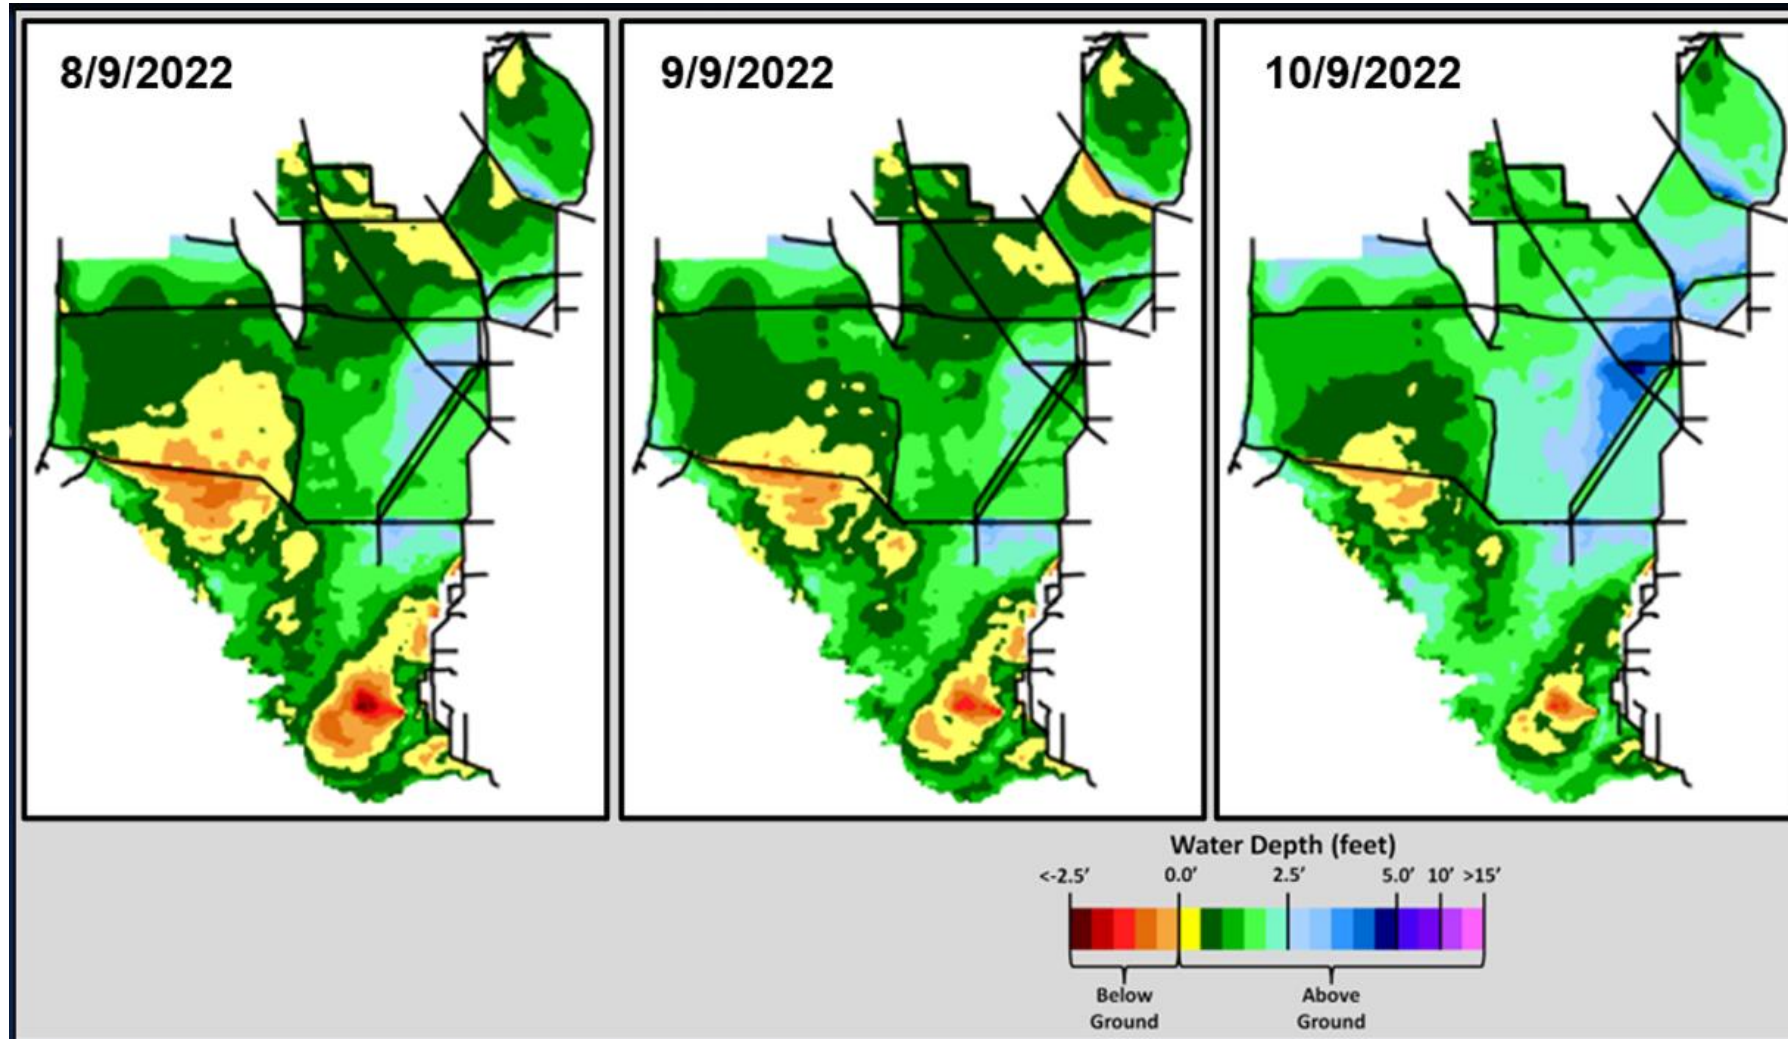 8/9/2022
9/9/2022
10/9/2022
Water Depth (feet)
<-2.5’ 0.0’ 2.5’ 5.0’ 10’ >15’
Below Above
Ground Ground